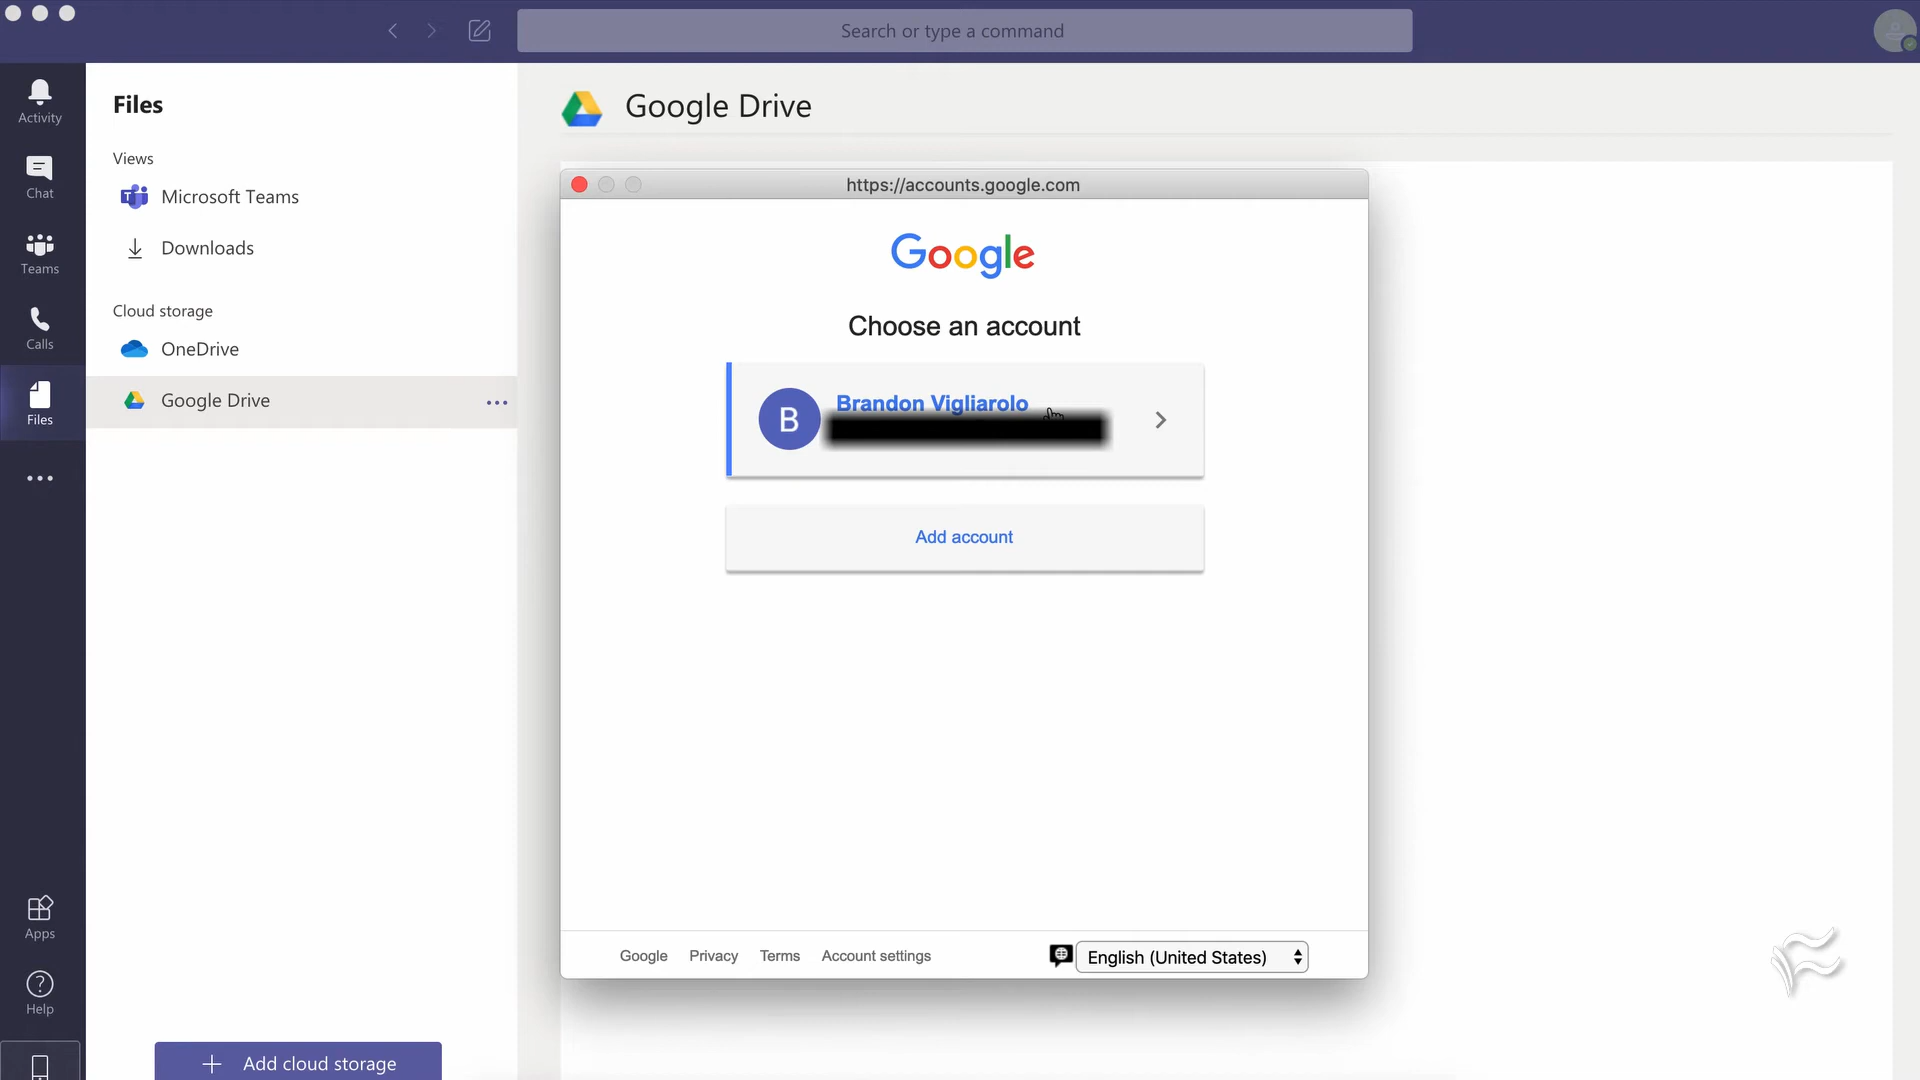 Search or type a command
Activity
Chat
Teams
Calls
Files
Apps
Help
Files
Views
Microsoft Teams
Downloads
Cloud storage
OneDrive
Google Drive
Add cloud storage
Google Drive
https://accounts.google.com
Google
Choose an account
B
Brandon Vigliarolo
Add account
Google Privacy Terms Account settings
English (United States)